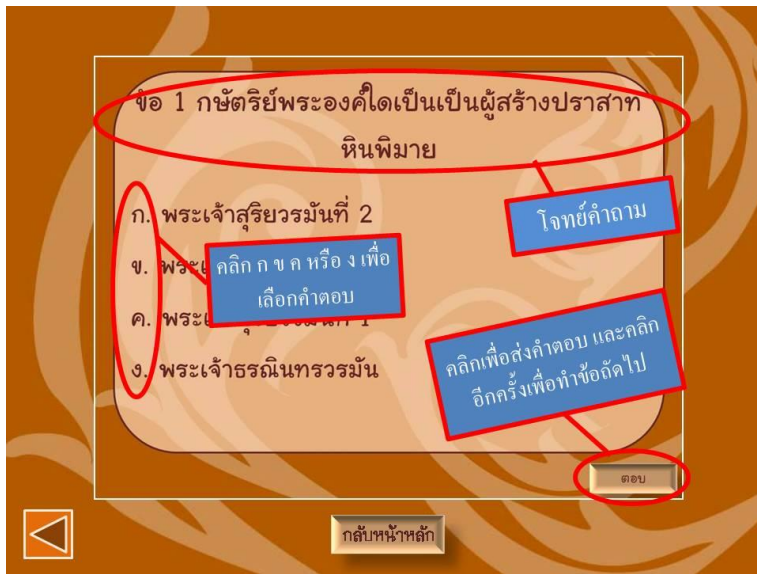 ข้อ 1 กษัตริย์พระองค์ใดเป็นเป็นผู้สร้างปราสาท
หินพิมาย
ก. พระเจ้าสุริยวรมันที่ 2
โจทย์คำถาม
ข.
คลิก ก ข ค หรือ ง เพื่อ
เลือกคำตอบ
ค.
ง. พระเจ้าธรณินทรวรมัน
คลิกเพื่อส่งคำตอบ และคลิก
อีกครั้งเพื่อทำข้อถัดไป
ตอบ
กลับหน้าหลัก